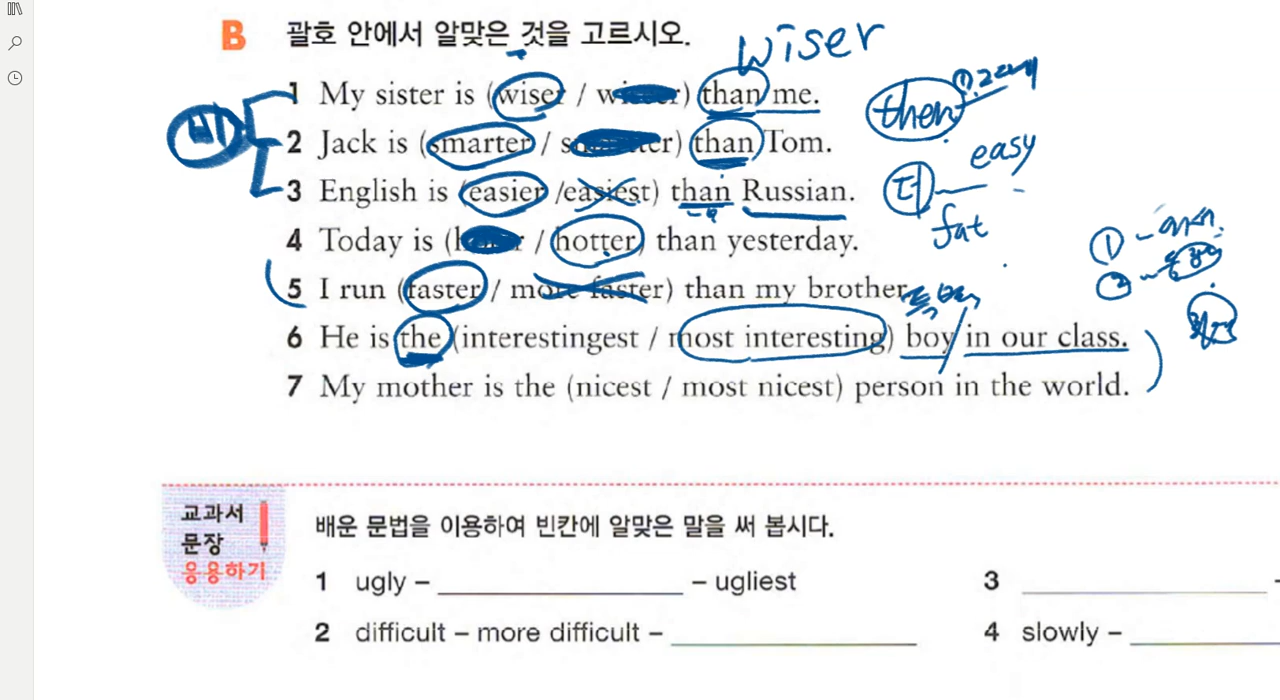 B 괄호 안에서 알맞은 것을 고르시오.
wiser
1 My sister is (wiser / ) than me.
then
2 Jack is (smarter / ) than Tom.
easy
3 English is (easier /easiest) than Russian.
더
fat
4 Today is ( / hotter) than yesterday.
①
5 I run (faster / more faster) than my brother.
②
6 He is the (interestingest / most interesting) boy in our class.
7 My mother is the (nicest / most nicest) person in the world.
교과서
문장
응용하기
배운 문법을 이용하여 빈칸에 알맞은 말을 써 봅시다.
1 ugly – – ugliest
3 -
2 difficult – more difficult –
4 slowly –